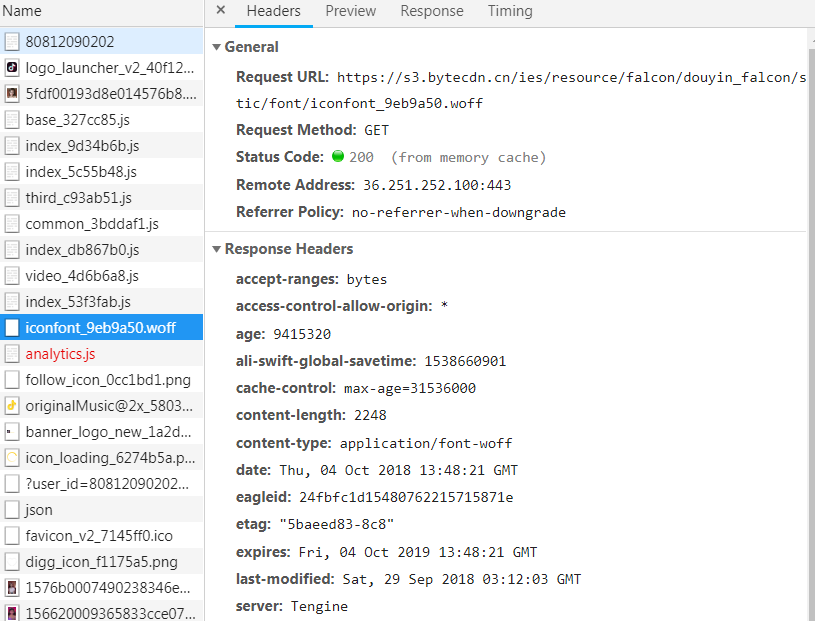 Name
80812090202
logo_launcher_v2_40f12...
5fdf00193d8e014576b8....
base_327cc85.js
index_9d34b6b.js
index_5c55b48.js
third_c93ab51.js
common_3bddaf1.js
index_db867b0.js
video_4d6b6a8.js
index_53f3fab.js
iconfont_9eb9a50.woff
analytics.js
follow_icon_0cc1bd1.png
originalMusic@2x_5803...
banner_logo_new_1a2d...
icon_loading_6274b5a.p...
?user_id=80812090202...
json
favicon_v2_7145ff0.ico
digg_icon_f1175a5.png
1576b0007490238346e...
156620009365833cce07...
× Headers Preview Response Timing
▼ General
Request URL: https://s3.bytecdn.cn/ies/resource/falcon/douyin_falcon/s
tic/font/iconfont_9eb9a50.woff
Request Method: GET
Status Code: 200 (from memory cache)
Remote Address: 36.251.252.100:443
Referrer Policy: no-referrer-when-downgrade
▼ Response Headers
accept-ranges: bytes
access-control-allow-origin: *
age: 9415320
ali-swift-global-savetime: 1538660901
cache-control: max-age=31536000
content-length: 2248
content-type: application/font-woff
date: Thu, 04 Oct 2018 13:48:21 GMT
eagleid: 24fbfc1d15480762215715871e
etag: "5baeed83-8c8"
expires: Fri, 04 Oct 2019 13:48:21 GMT
last-modified: Sat, 29 Sep 2018 03:12:03 GMT
server: Tengine